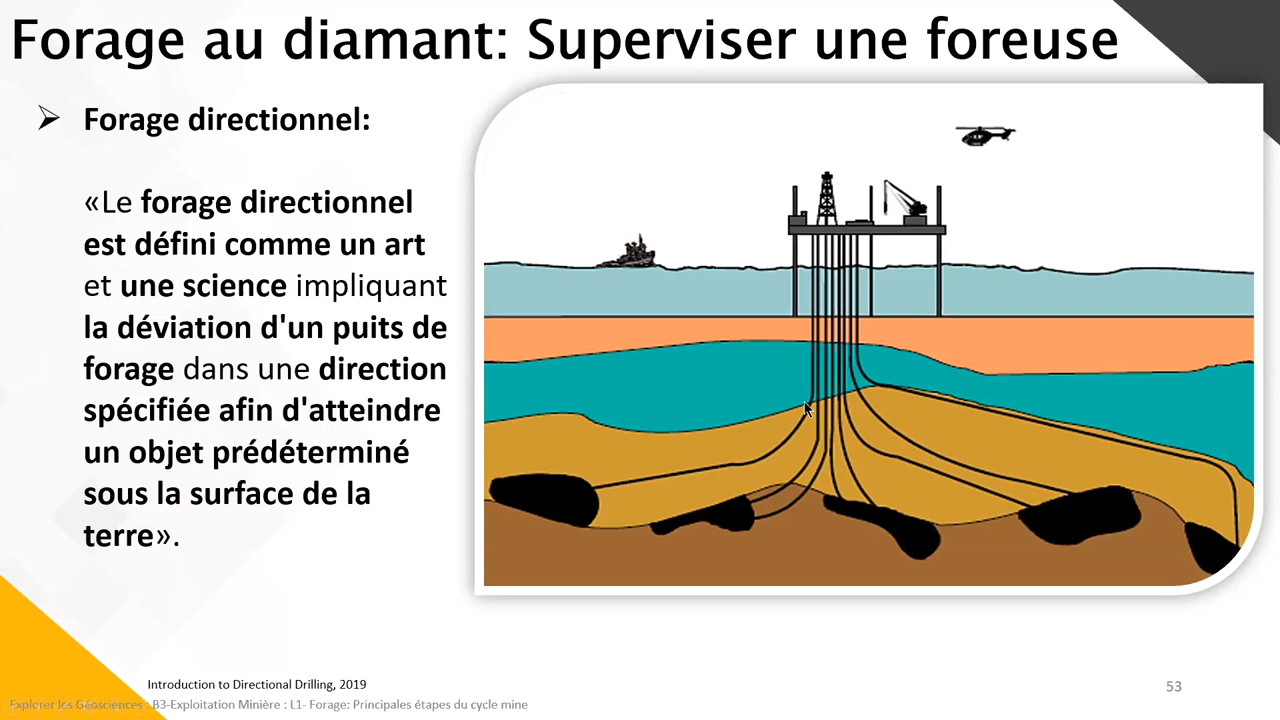 Forage au diamant: Superviser une foreuse
Forage directionnel:
«Le forage directionnel
est défini comme un art
et une science impliquant
la déviation d'un puits de
forage dans une direction
spécifiée afin d'atteindre
un objet prédéterminé
sous la surface de la
terre».
Introduction to Directional Drilling, 2019
53
Explorer les Géosciences : B3-Exploitation Minière : L1- Forage: Principales étapes du cycle mine